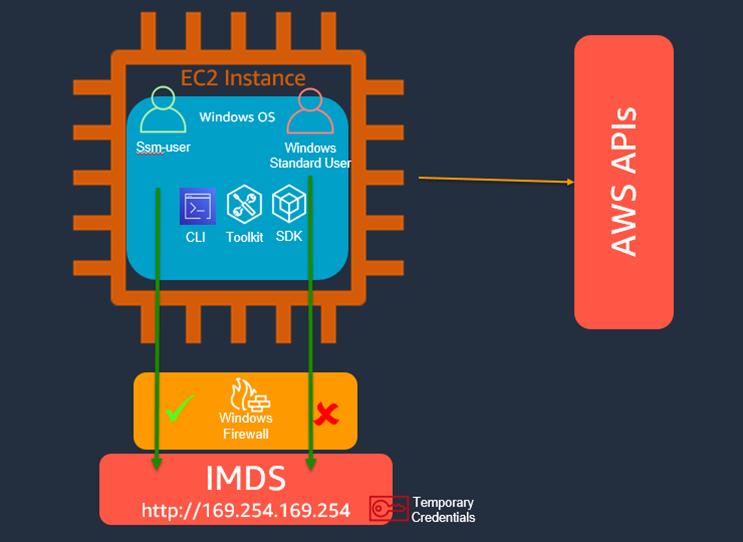 EC2 Instance
Windows OS
Ssm-user
Windows
Standard User
CLI
Toolkit
SDK
AWS APIs
Windows
Firewall
IMDS
http://169.254.169.254
Temporary
Credentials